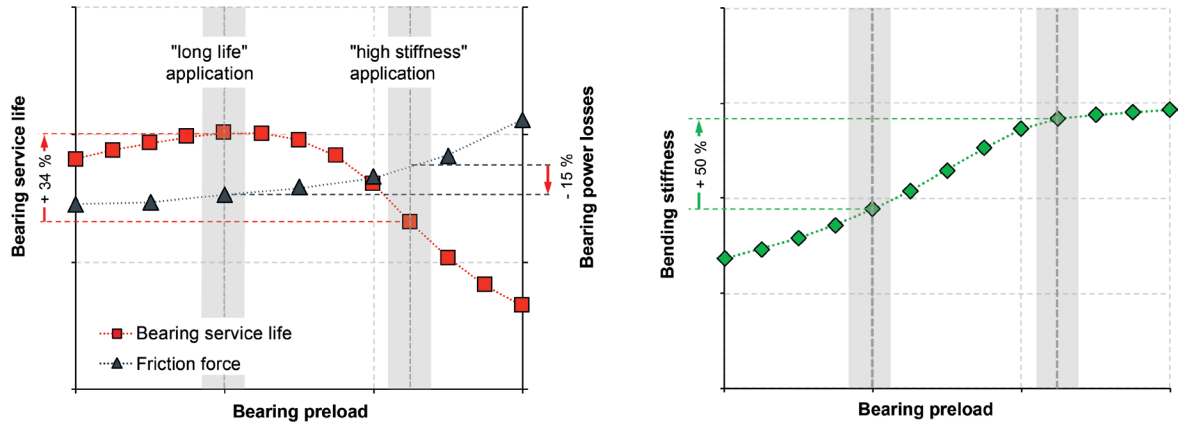 "long life"
application
"high stiffness"
application
Bearing service life
+ 34 %
- 15 %
Bearing power losses
Bearing service life
Friction force
Bearing preload
Bending stiffness
+ 50 %
Bearing preload